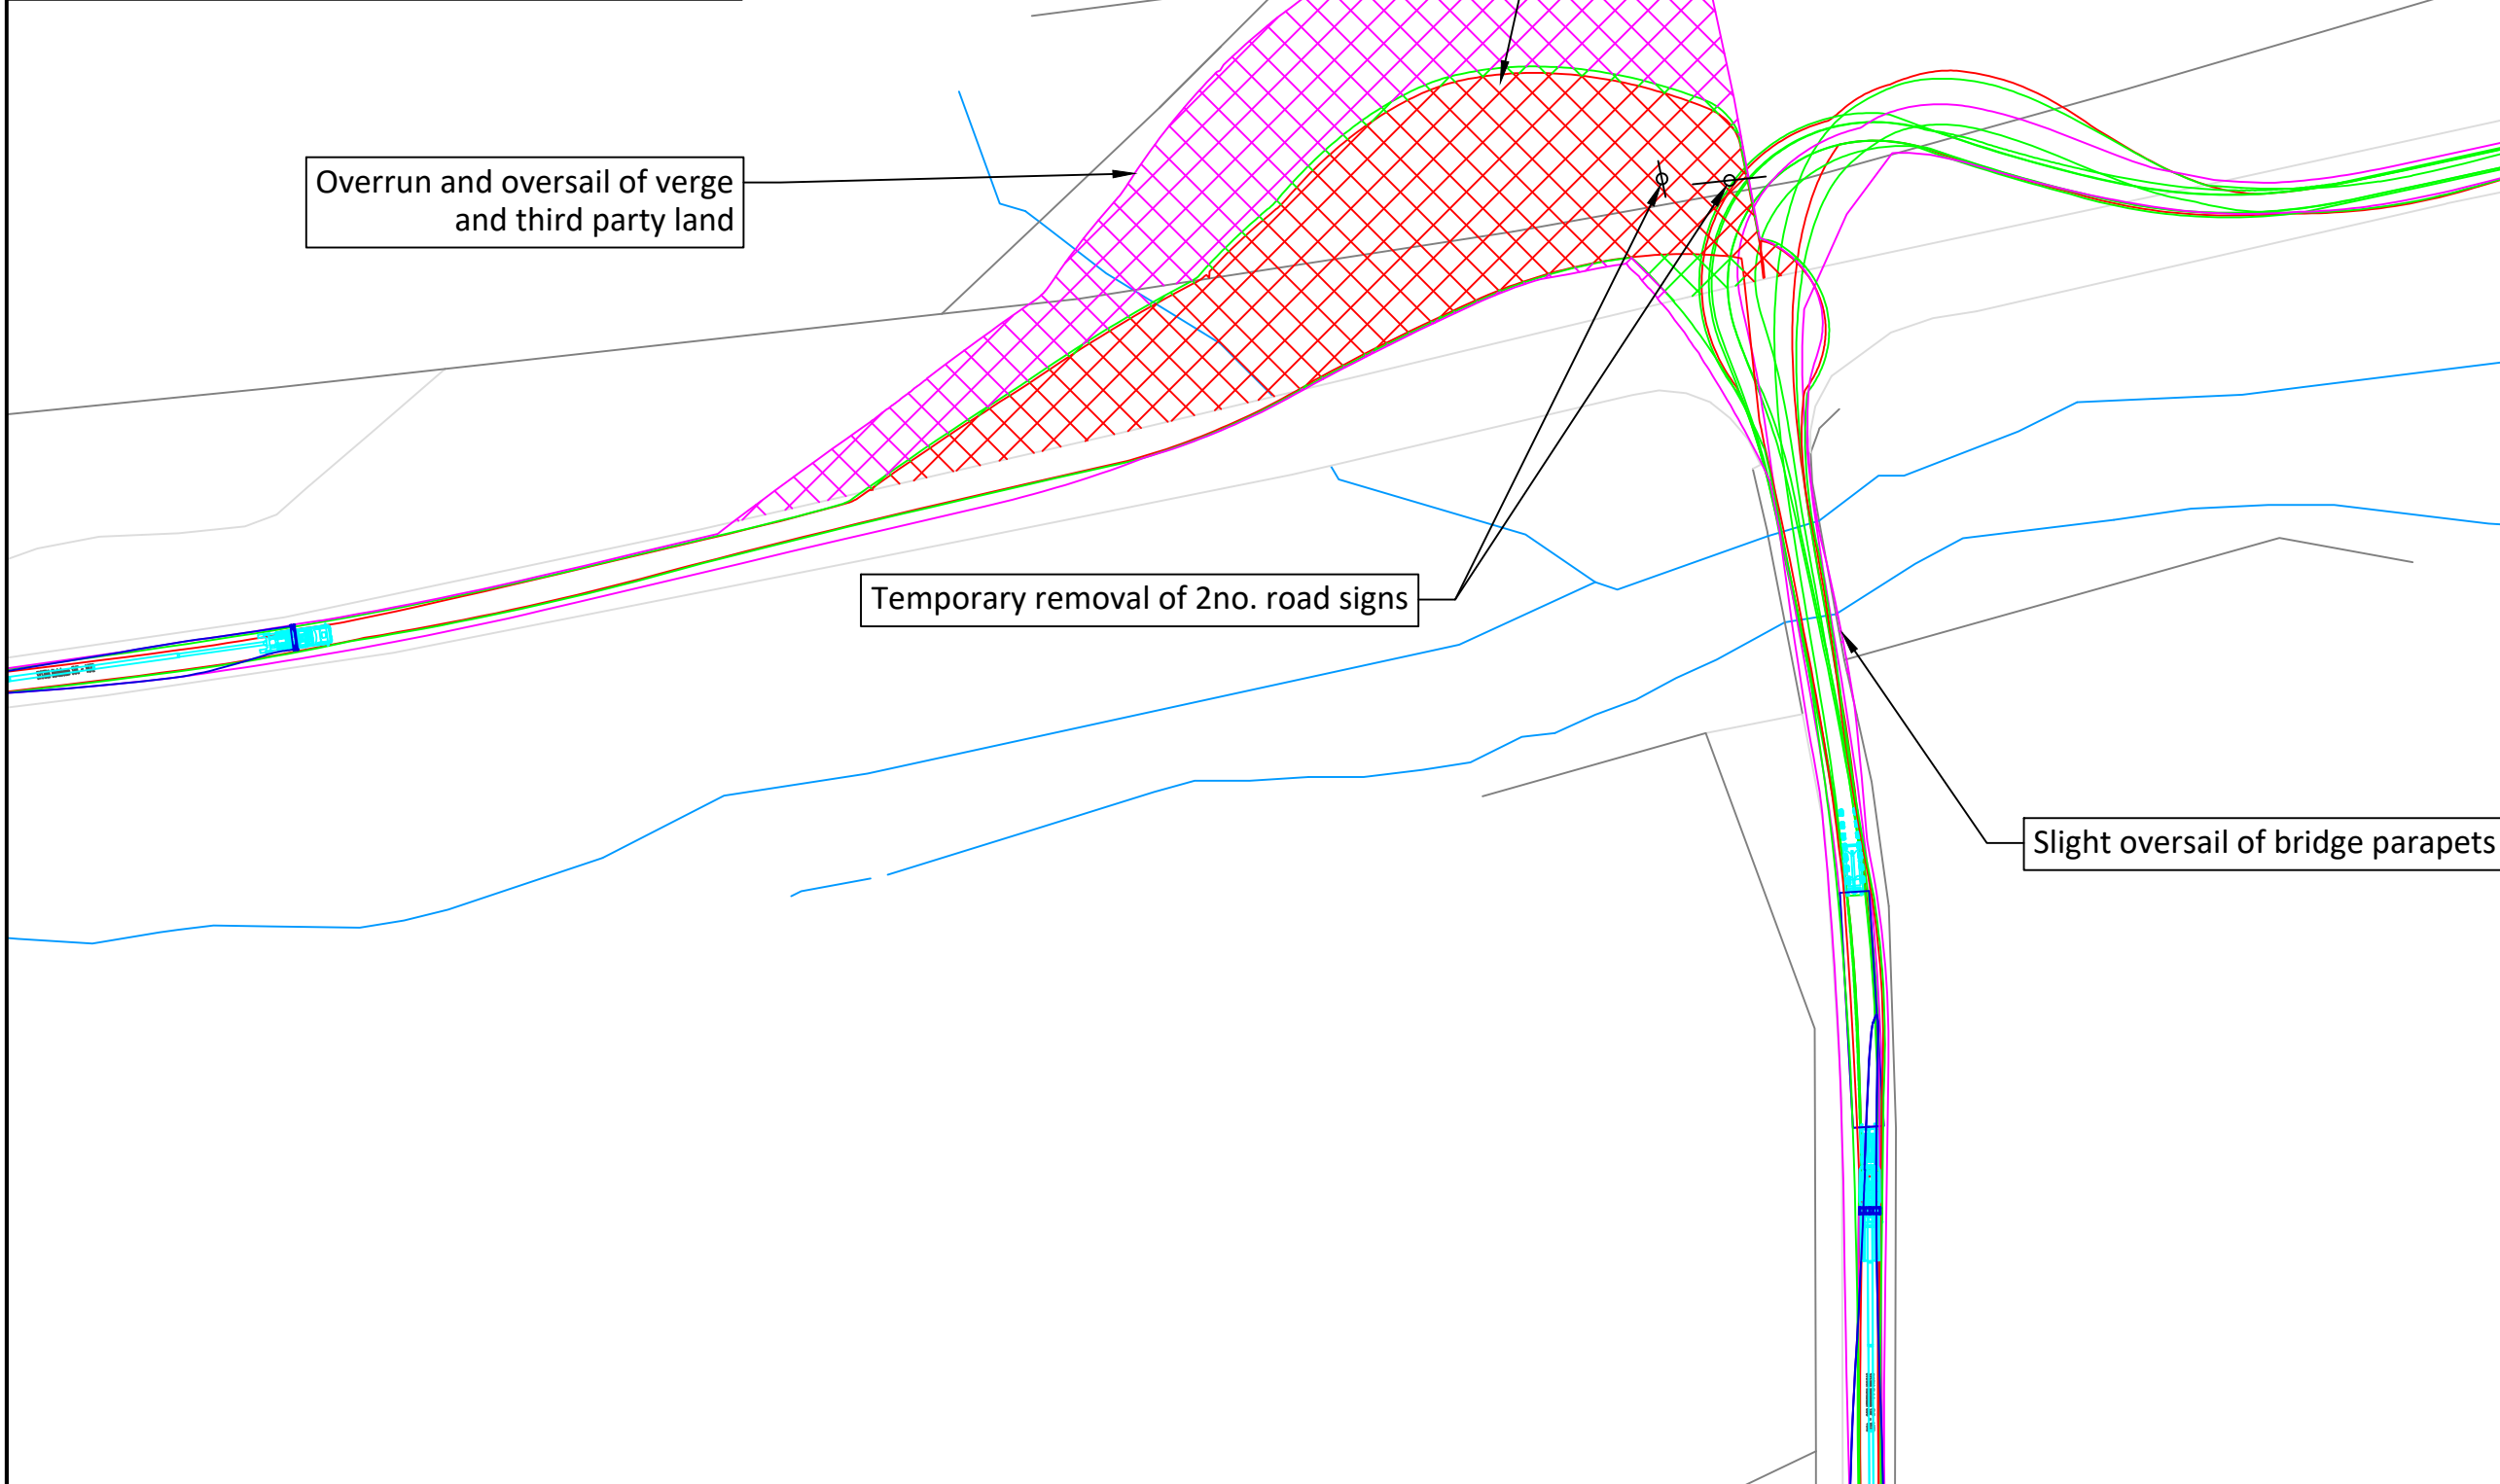 Overrun and oversail of verge
and third party land
Temporary removal of 2no. road signs
Slight oversail of bridge parapets